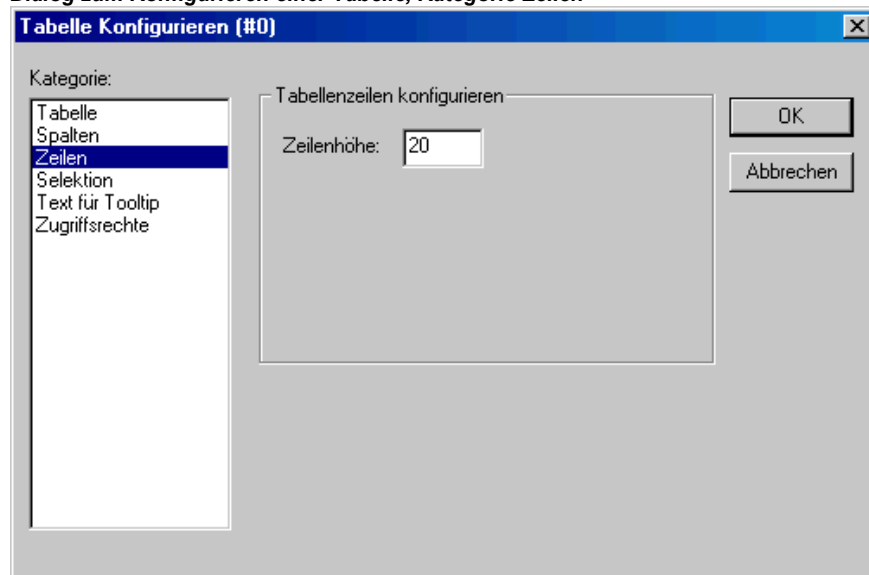 Dialog zum Konfigurieren einer Tabelle, Kategorie Zeilen
Tabelle Konfigurieren (#0)
Kategorie:
Tabelle
Spalten
Zeilen
Selektion
Text für Tooltip
Zugriffsrechte
Tabellenzeilen konfigurieren
Zeilenhöhe: 20
OK
Abbrechen